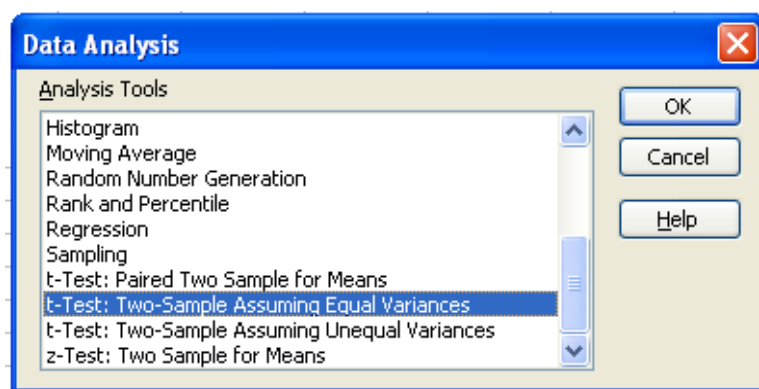 Data Analysis
Analysis Tools
Histogram
Moving Average
Random Number Generation
Rank and Percentile
Regression
Sampling
t-Test: Paired Two Sample for Means
t-Test: Two-Sample Assuming Equal Variances
t-Test: Two-Sample Assuming Unequal Variances
z-Test: Two Sample for Means
OK
Cancel
Help